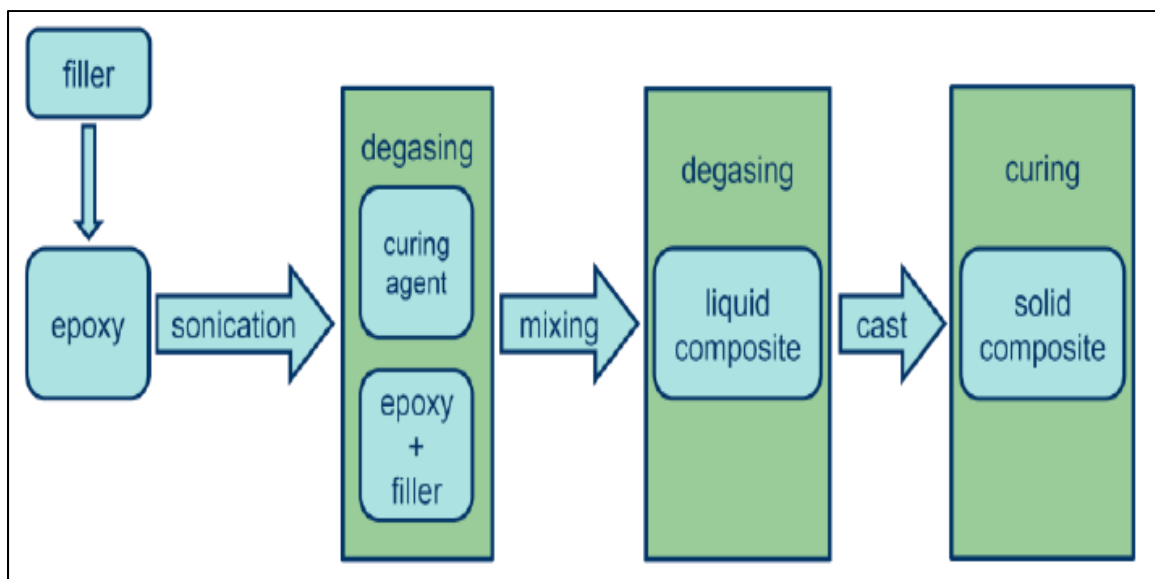 filler
epoxy
sonication
degasing
curing
agent
epoxy
+
filler
mixing
degasing
liquid
composite
cast
curing
solid
composite